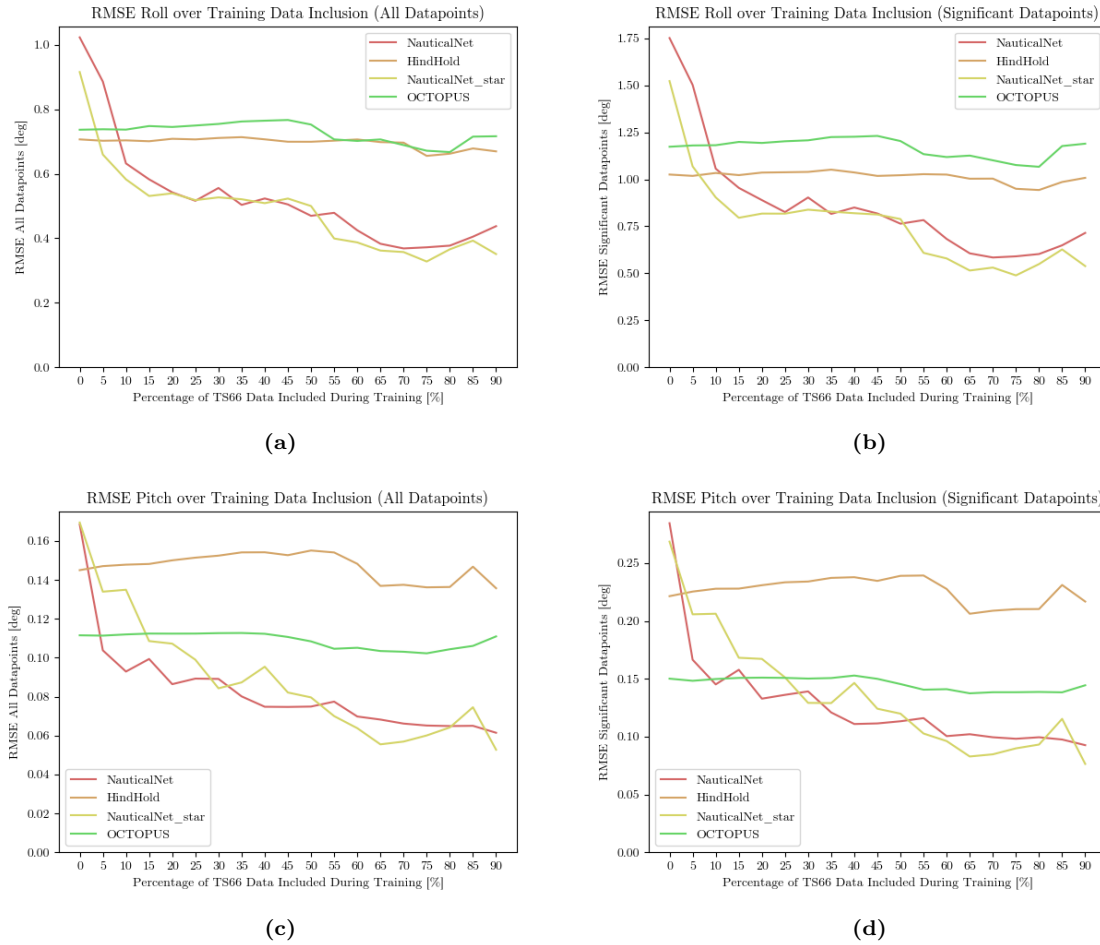 RMSE Roll over Training Data Inclusion (All Datapoints)
RMSE All Datapoints [deg]
1.0
0.8
0.6
0.4
0.2
0.0
NauticalNet
HindHold
NauticalNet_star
OCTOPUS
0 5 10 15 20 25 30 35 40 45 50 55 60 65 70 75 80 85 90
Percentage of TS66 Data Included During Training [%]
(a)
RMSE Roll over Training Data Inclusion (Significant Datapoints)
RMSE Significant Datapoints [deg]
1.75
1.50
1.25
1.00
0.75
0.50
0.25
0.00
NauticalNet
HindHold
NauticalNet_star
OCTOPUS
0 5 10 15 20 25 30 35 40 45 50 55 60 65 70 75 80 85 90
Percentage of TS66 Data Included During Training [%]
(b)
RMSE Pitch over Training Data Inclusion (All Datapoints)
RMSE All Datapoints [deg]
0.16
0.14
0.12
0.10
0.08
0.06
0.04
0.02
0.00
NauticalNet
HindHold
NauticalNet_star
OCTOPUS
0 5 10 15 20 25 30 35 40 45 50 55 60 65 70 75 80 85 90
Percentage of TS66 Data Included During Training [%]
(c)
RMSE Pitch over Training Data Inclusion (Significant Datapoints)
RMSE Significant Datapoints [deg]
0.25
0.20
0.15
0.10
0.05
0.00
NauticalNet
HindHold
NauticalNet_star
OCTOPUS
0 5 10 15 20 25 30 35 40 45 50 55 60 65 70 75 80 85 90
Percentage of TS66 Data Included During Training [%]
(d)